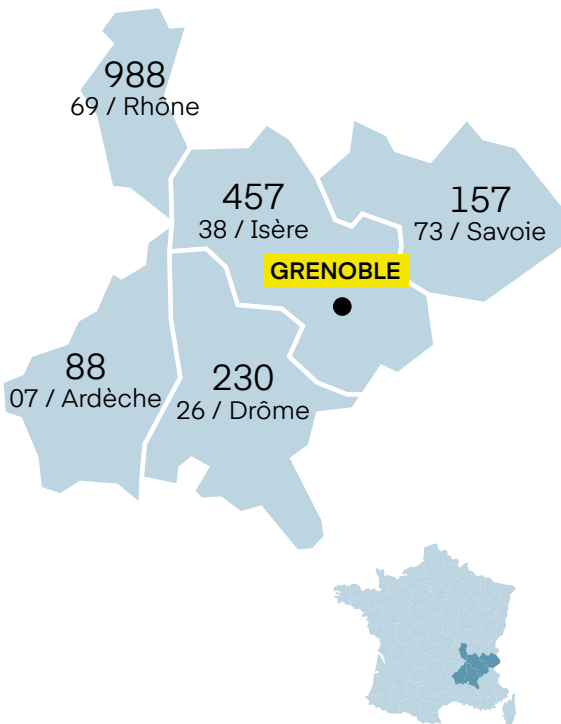 988
69 / Rhône
457
38 / Isère
157
73 / Savoie
GRENOBLE
88
07 / Ardèche
230
26 / Drôme